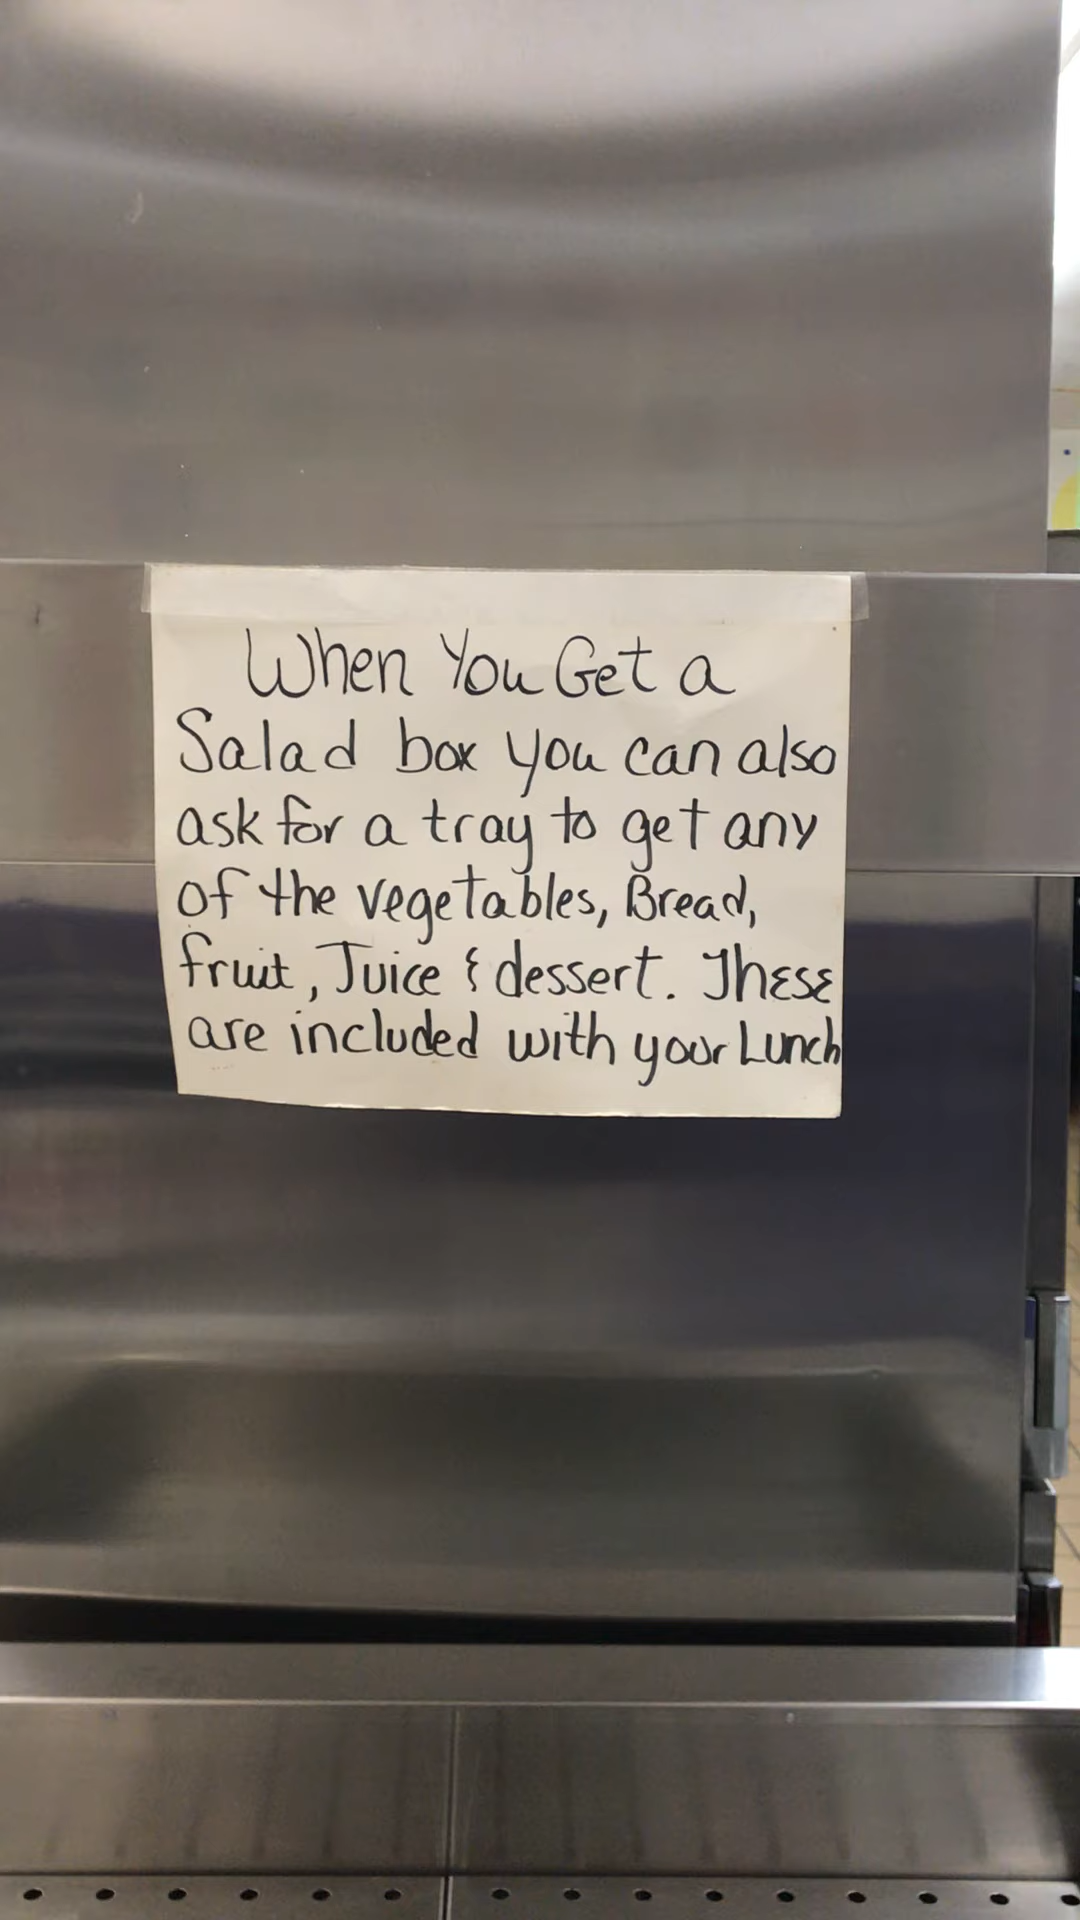 When You Get a
Salad box you can also
ask for a tray to get any
of the vegetables, Bread,
fruit, Juice & dessert. These
are included with your Lunch